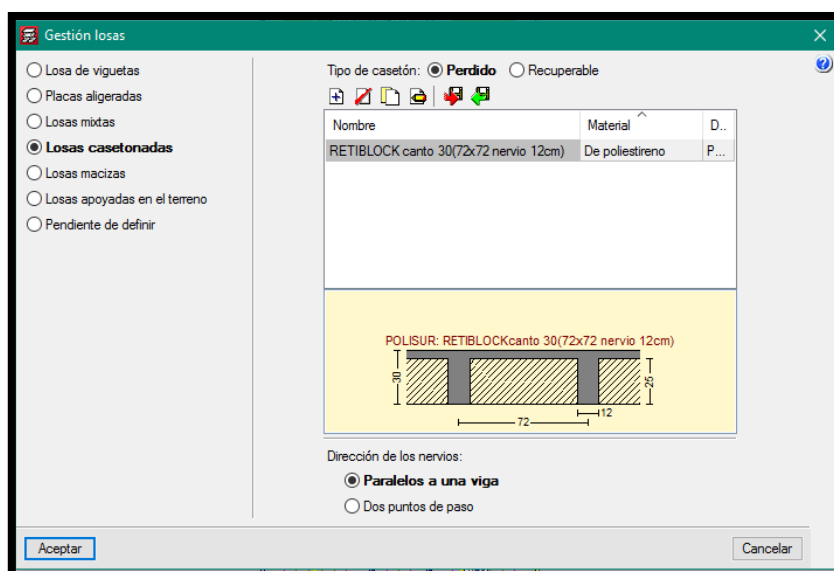 Gestión losas
Losa de viguetas
Placas aligeradas
Losas mixtas
Losas casetonadas
Losas macizas
Losas apoyadas en el terreno
Pendiente de definir
Tipo de casetón: Perdido Recuperable
Nombre Material D..
RETIBLOCK canto 30(72x72 nervio 12cm) De poliestireno P...
POLISUR: RETIBLOCKcanto 30(72x72 nervio 12cm)
30
25
12
72
Dirección de los nervios:
Paralelos a una viga
Dos puntos de paso
Aceptar Cancelar